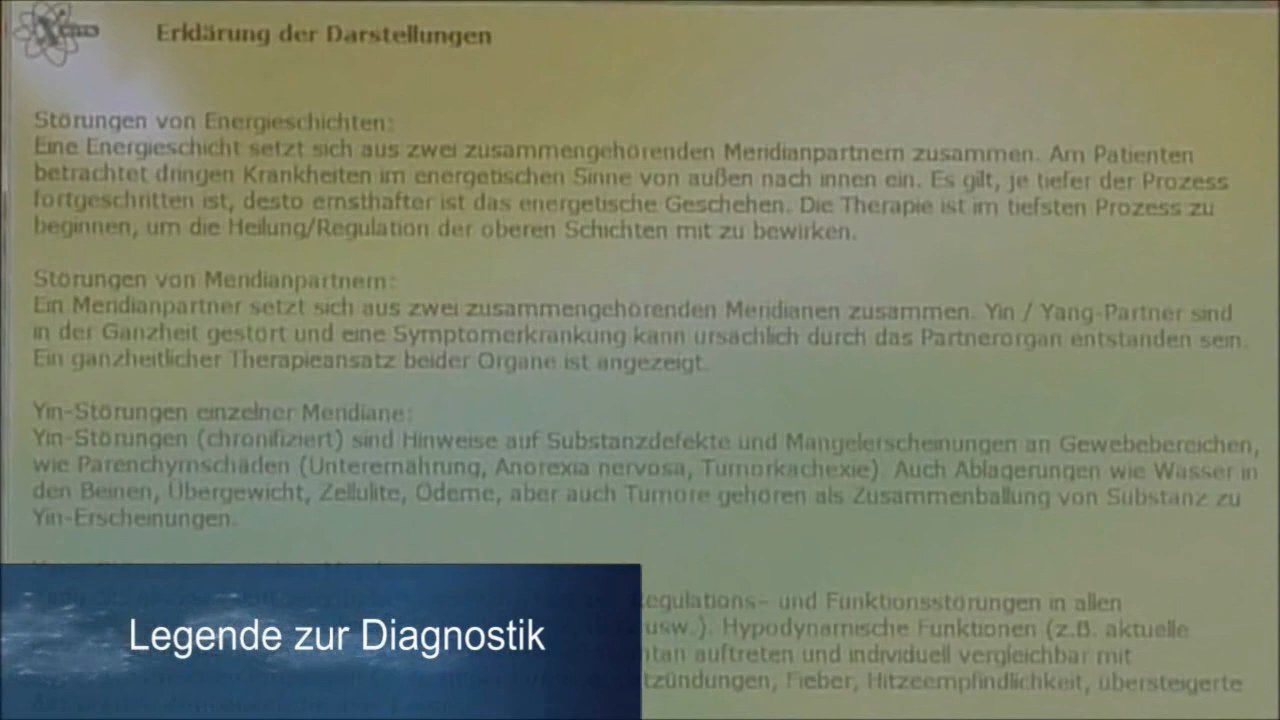 Erklärung der Darstellungen
Störungen von Energieschichten:
Eine Energieschicht setzt sich aus zwei zusammengehörenden Meridianpartnern zusammen. Am Patienten
betrachtet dringen Krankheiten im energetischen Sinne von außen nach innen ein. Es gilt, je tiefer der Prozess
fortgeschritten ist, desto ernsthafter ist das energetische Geschehen. Die Therapie ist im tiefsten Prozess zu
beginnen, um die Heilung/Regulation der oberen Schichten mit zu bewirken.
Störungen von Meridianpartnern:
Ein Meridianpartner setzt sich aus zwei zusammengehörenden Meridianen zusammen. Yin / Yang-Partner sind
in der Ganzheit gestört und eine Symptomerkrankung kann ursächlich durch das Partnerorgan entstanden sein.
Ein ganzheitlicher Therapieansatz beider Organe ist angezeigt.
Yin-Störungen einzelner Meridiane:
Yin-Störungen (chronifiziert) sind Hinweise auf Substanzdefekte und Mangelerscheinungen an Gewebebereichen,
wie Parenchymschäden (Unterernährung, Anorexia nervosa, Tumorkachexie). Auch Ablagerungen wie Wasser in
den Beinen, Übergewicht, Zellulite, Ödeme, aber auch Tumore gehören als Zusammenballung von Substanz zu
Yin-Erscheinungen.
Regulations- und Funktionsstörungen in allen
usw.). Hypodynamische Funktionen (z.B. aktuelle
ntan auftreten und individuell vergleichbar mit
tzündungen, Fieber, Hitzeempfindlichkeit, übersteigerte
Legende zur Diagnostik